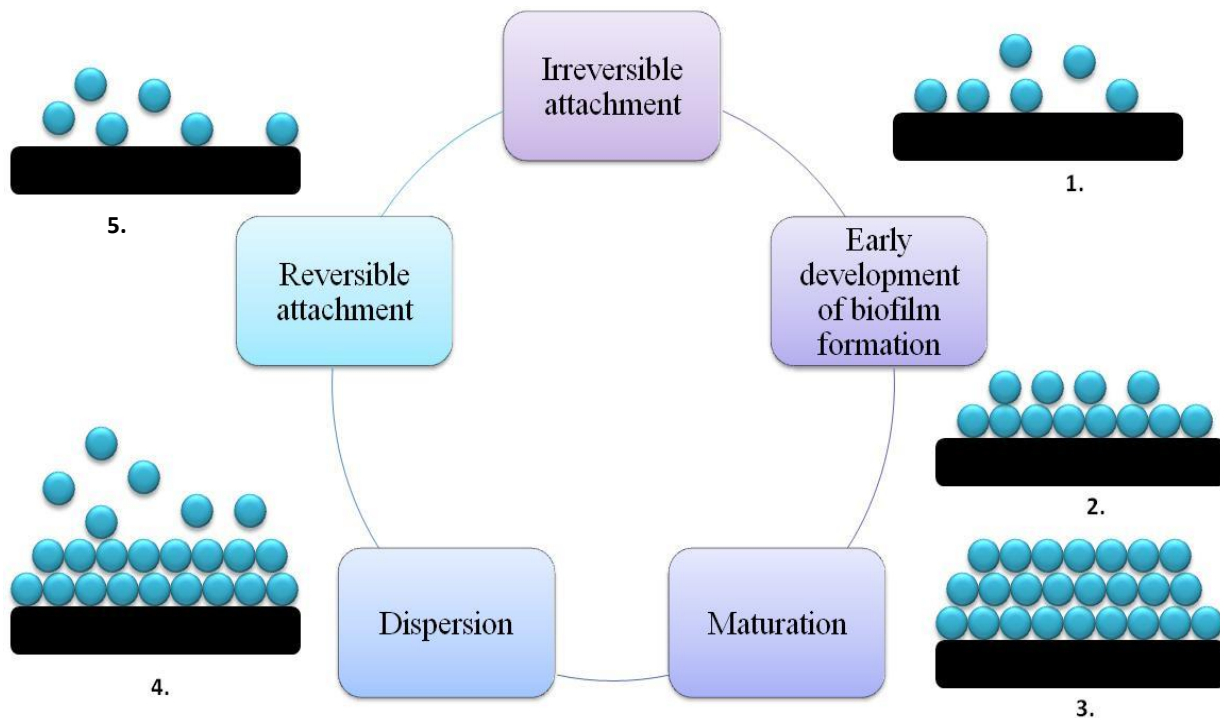 Irreversible
attachment
1.
5.
Reversible
attachment
Early
development
of biofilm
formation
2.
Dispersion
Maturation
4.
3.